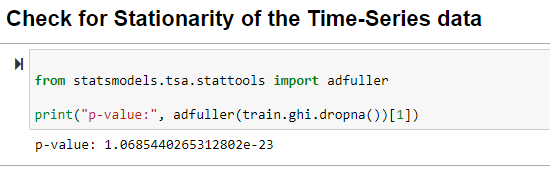 Check for Stationarity of the Time-Series data
from statsmodels.tsa.stattools import adfuller
print("p-value:", adfuller(train.ghi.dropna())[1])
p-value: 1.0685440265312802e-23